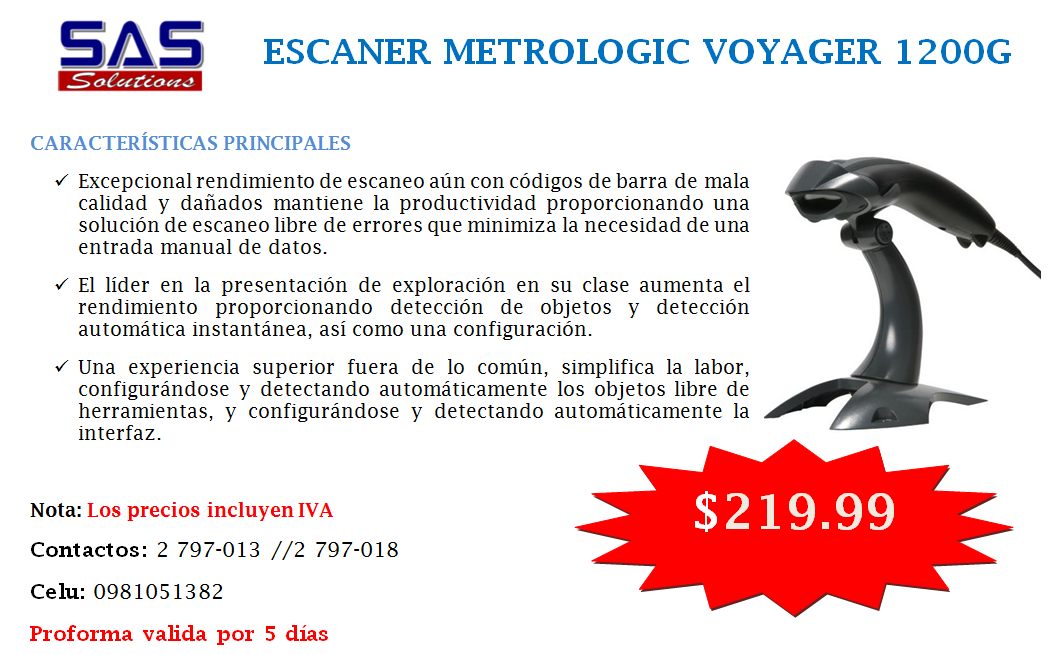 SAS
Solutions
ESCANER METROLOGIC VOYAGER 1200G
CARACTERÍSTICAS PRINCIPALES
✓ Excepcional rendimiento de escaneo aún con códigos de barra de mala
calidad y dañados mantiene la productividad proporcionando una
solución de escaneo libre de errores que minimiza la necesidad de una
entrada manual de datos.
✓ El líder en la presentación de exploración en su clase aumenta el
rendimiento proporcionando detección de objetos y detección
automática instantánea, así como una configuración.
✓ Una experiencia superior fuera de lo común, simplifica la labor,
configurándose y detectando automáticamente los objetos libre de
herramientas, y configurándose y detectando automáticamente la
interfaz.
$219.99
Nota: Los precios incluyen IVA
Contactos: 2 797-013 //2 797-018
Celu: 0981051382
Proforma valida por 5 días